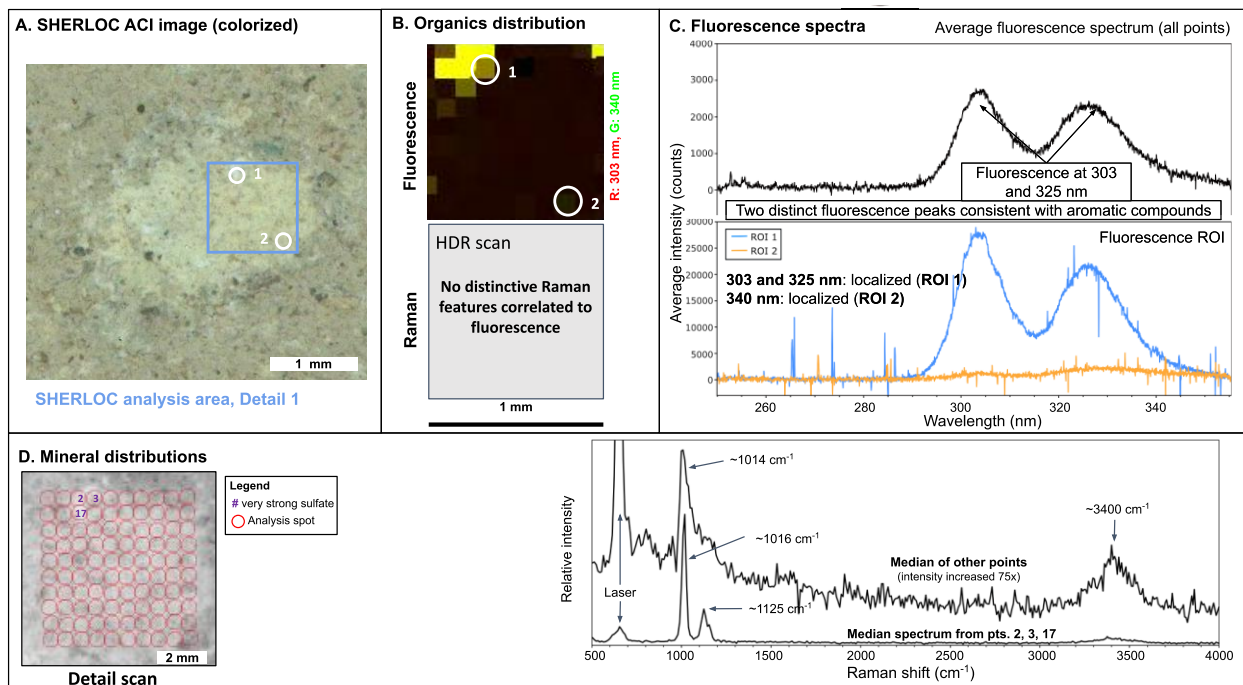 A. SHERLOC ACI image (colorized)
1
2
1 mm
SHERLOC analysis area, Detail 1
B. Organics distribution
Fluorescence
1
2
R: 303 nm, G: 340 nm
Raman
HDR scan
No distinctive Raman
features correlated to
fluorescence
1 mm
C. Fluorescence spectra
Average fluorescence spectrum (all points)
4000
3000
2000
1000
0
Fluorescence at 303
and 325 nm
Two distinct fluorescence peaks consistent with aromatic compounds
Average intensity (counts)
30000
25000
20000
15000
10000
5000
0
ROI 1
ROI 2
Fluorescence ROI
303 and 325 nm: localized (ROI 1)
340 nm: localized (ROI 2)
260 280 300 320 340
Wavelength (nm)
D. Mineral distributions
2 3
17
2 mm
Detail scan
Legend
# very strong sulfate
Analysis spot
Relative intensity
~1014 cm-1
~1016 cm-1
~1125 cm-1
~3400 cm-1
Laser
Median of other points
(intensity increased 75x)
Median spectrum from pts. 2, 3, 17
500 1000 1500 2000 2500 3000 3500 4000
Raman shift (cm-1)